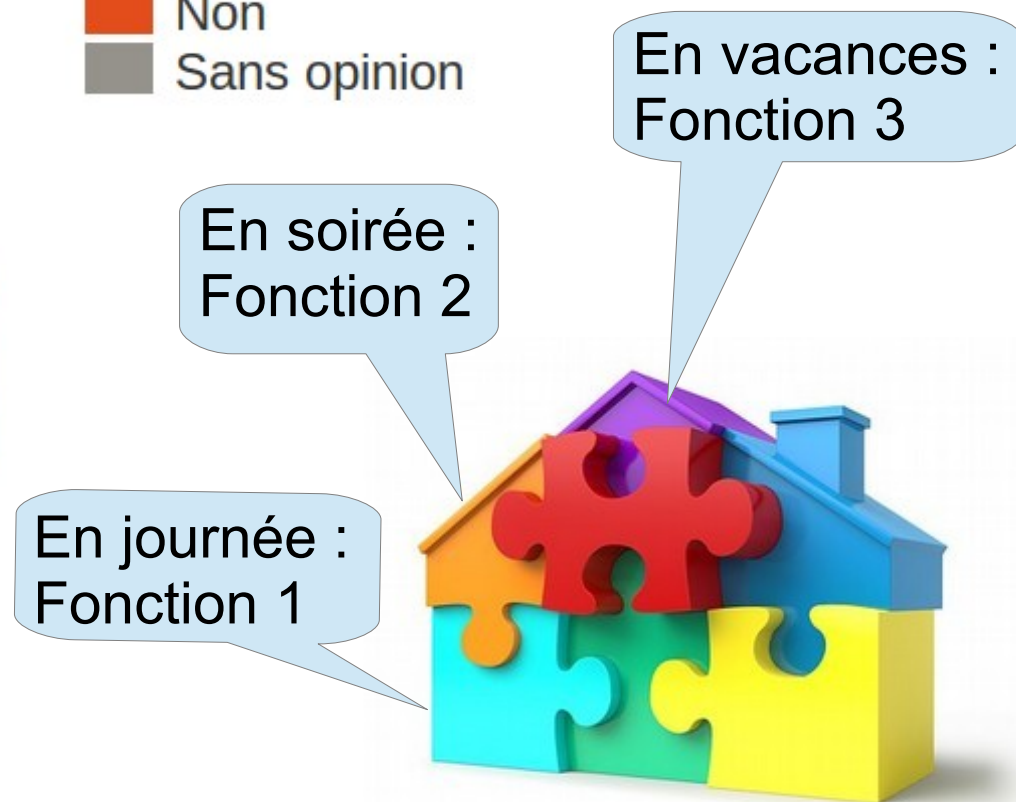 Non
Sans opinion
En vacances :
Fonction 3
En soirée :
Fonction 2
En journée :
Fonction 1